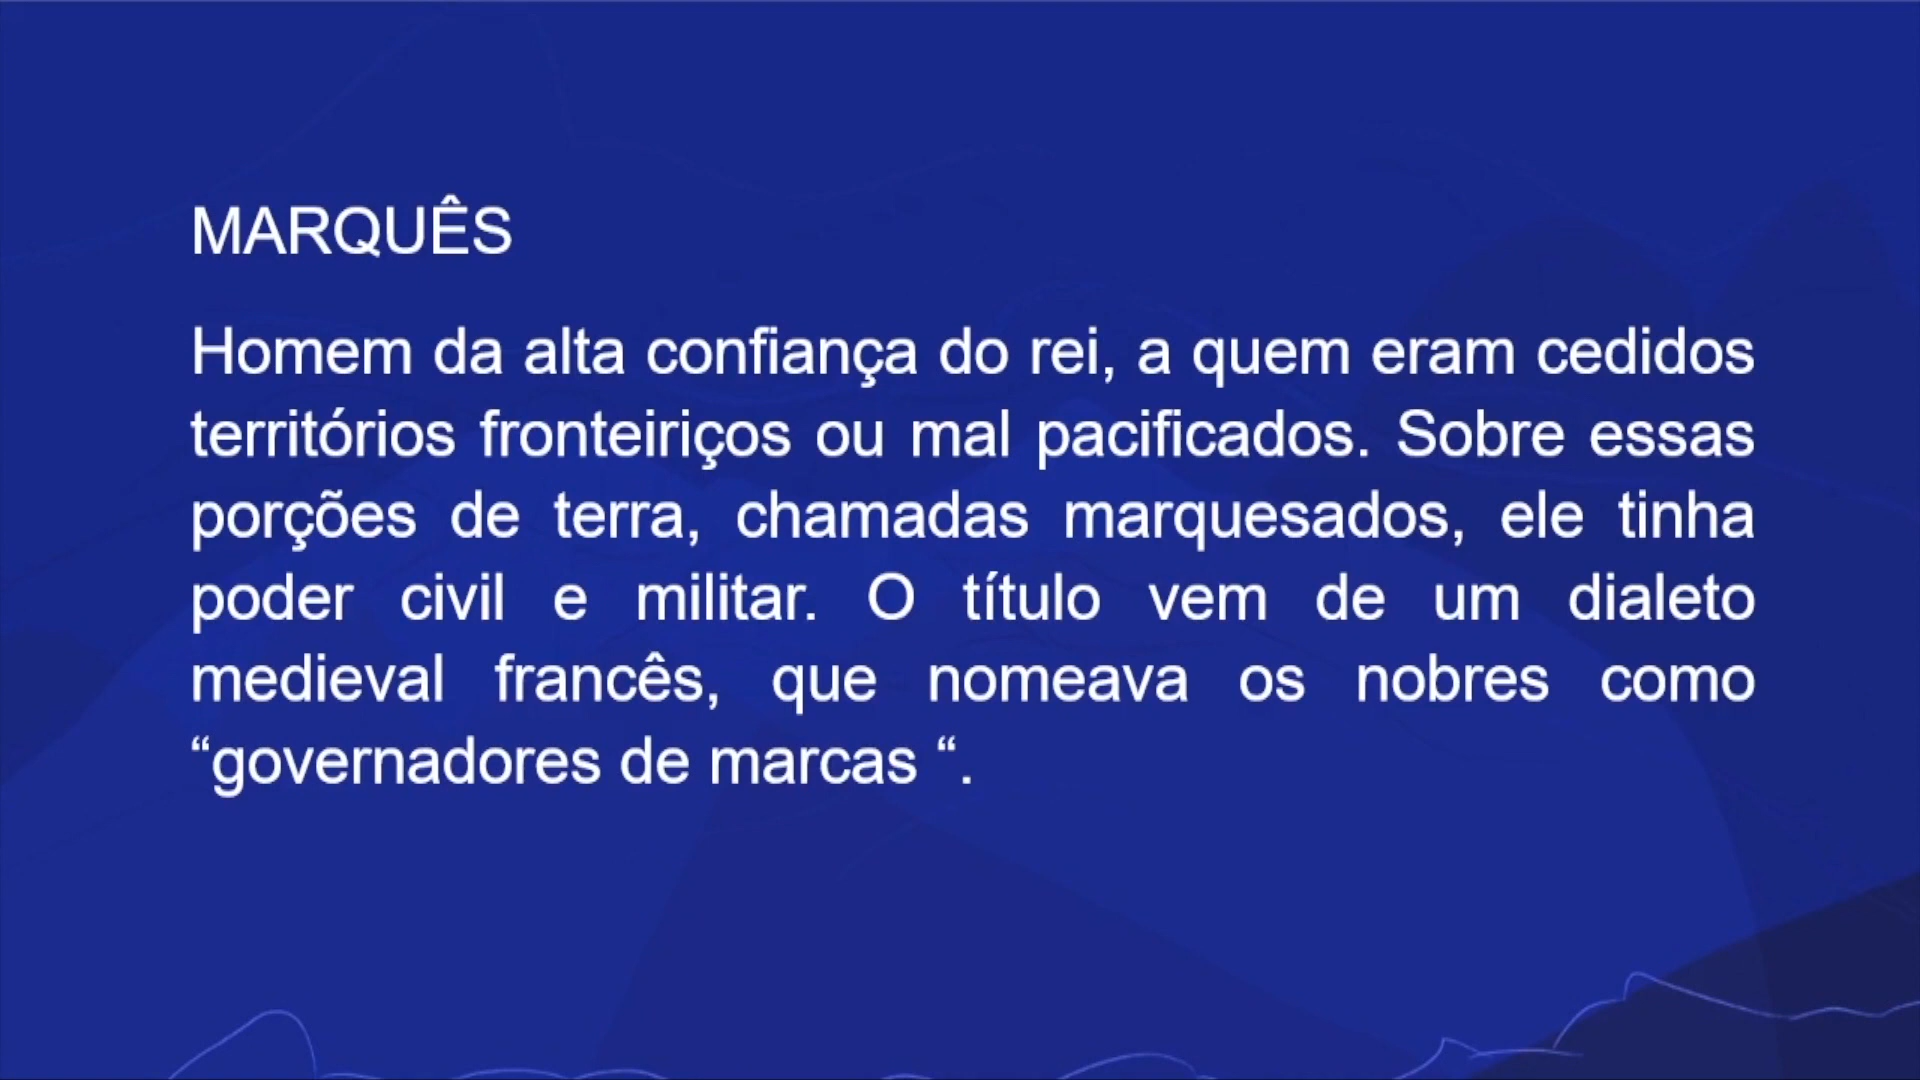 MARQUÊS
Homem da alta confiança do rei, a quem eram cedidos
territórios fronteiriços ou mal pacificados. Sobre essas
porções de terra, chamadas marquesados, ele tinha
poder civil e militar. O título vem de um dialeto
medieval francês, que nomeava os nobres como
“governadores de marcas “.